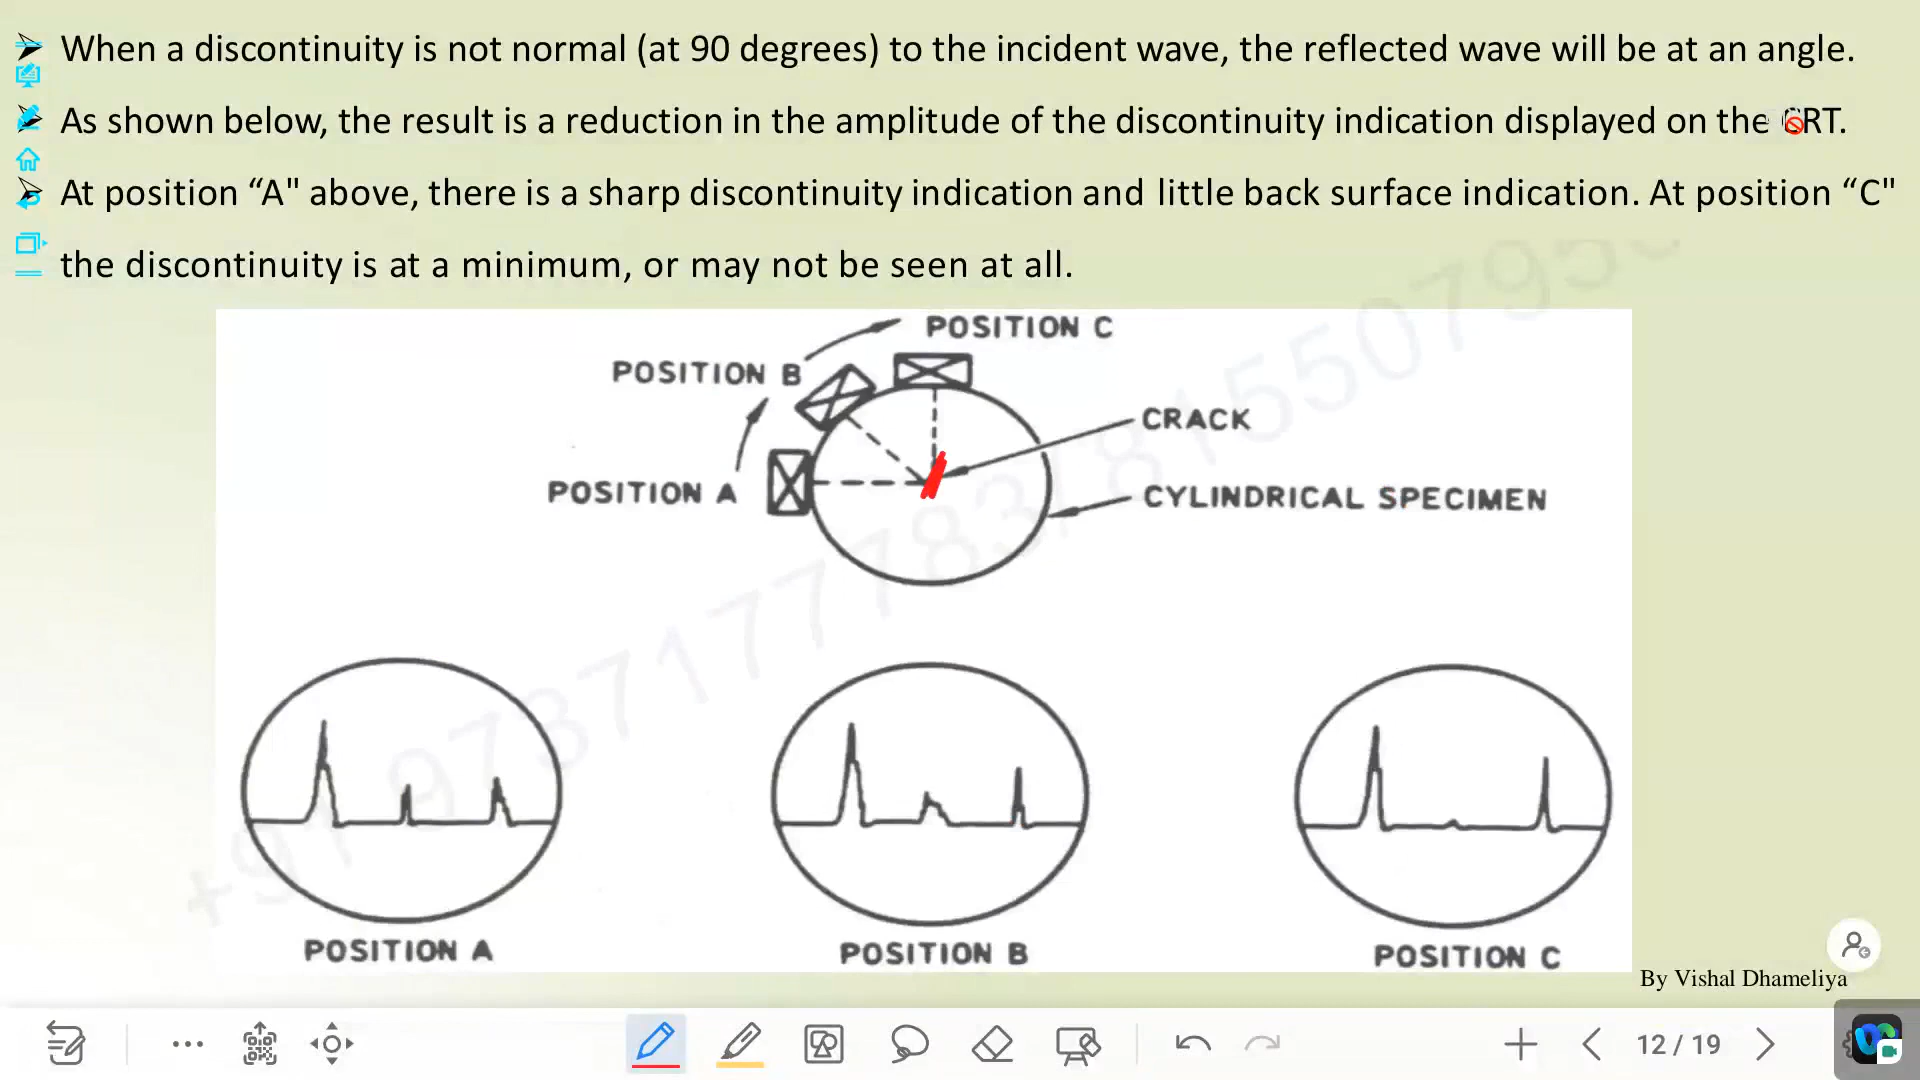 When a discontinuity is not normal (at 90 degrees) to the incident wave, the reflected wave will be at an angle.
As shown below, the result is a reduction in the amplitude of the discontinuity indication displayed on the CRT.
At position “A" above, there is a sharp discontinuity indication and little back surface indication. At position “C"
the discontinuity is at a minimum, or may not be seen at all.
POSITION C
POSITION B
CRACK
POSITION A
CYLINDRICAL SPECIMEN
+91 9737177783/ 815507950
POSITION A
POSITION B
POSITION C
By Vishal Dhameliya
12 / 19